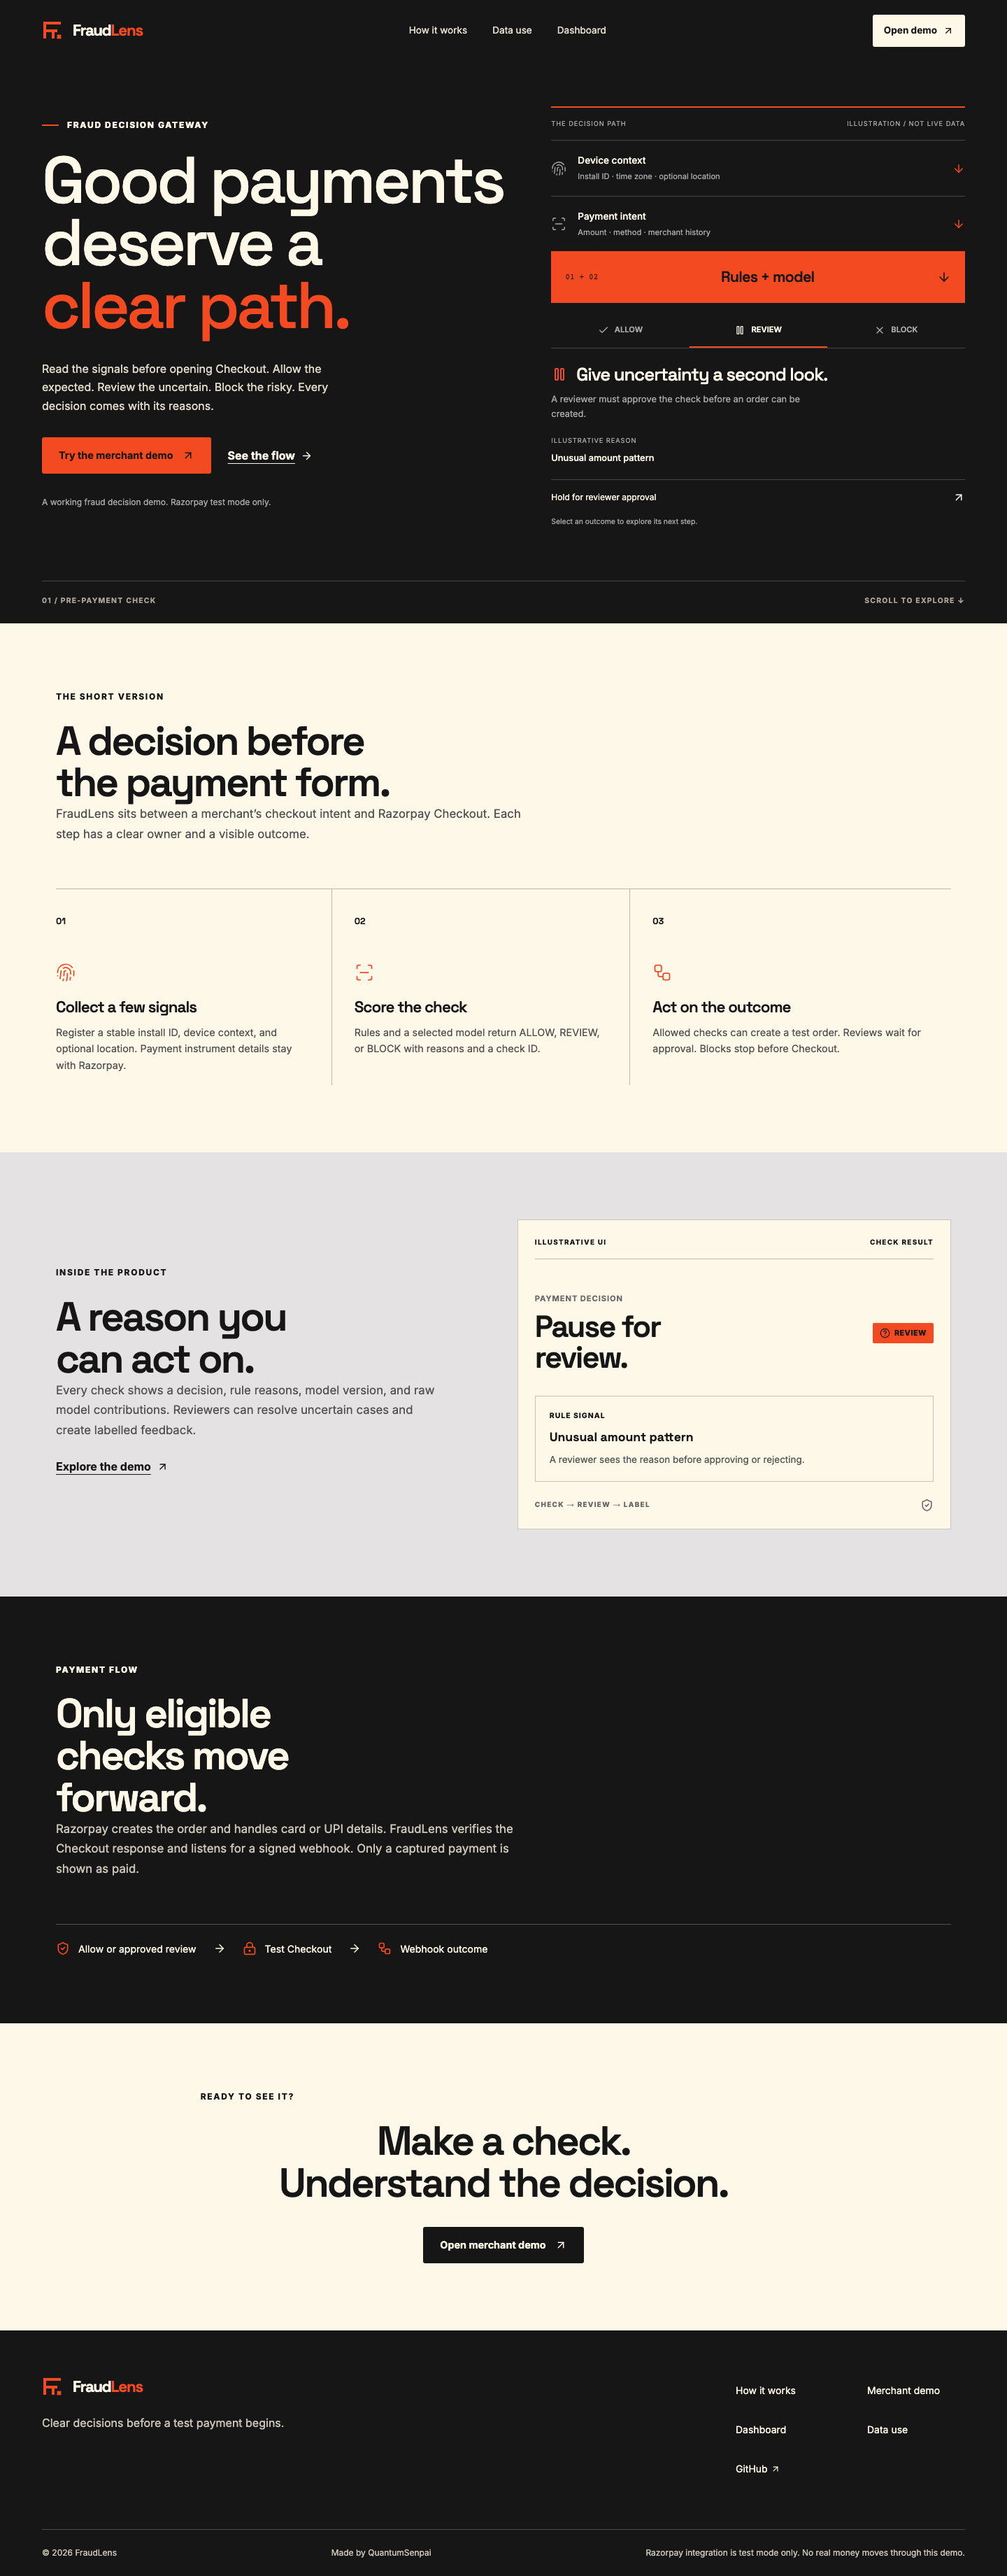 FraudLens
How it works
Data use
Dashboard
Open demo
FRAUD DECISION GATEWAY
Good payments
deserve a
clear path.
Read the signals before opening Checkout. Allow the
expected. Review the uncertain. Block the risky. Every
decision comes with its reasons.
Try the merchant demo
See the flow
A working fraud decision demo. Razorpay test mode only.
THE DECISION PATH
ILLUSTRATION / NOT LIVE DATA
Device context
Install ID · time zone · optional location
Payment intent
Amount · method · merchant history
01 + 02
Rules + model
ALLOW
REVIEW
BLOCK
Give uncertainty a second look.
A reviewer must approve the check before an order can be
created.
ILLUSTRATIVE REASON
Unusual amount pattern
Hold for reviewer approval
Select an outcome to explore its next step.
01 / PRE-PAYMENT CHECK
SCROLL TO EXPLORE ↓
THE SHORT VERSION
A decision before
the payment form.
FraudLens sits between a merchant’s checkout intent and Razorpay Checkout. Each
step has a clear owner and a visible outcome.
01
Collect a few signals
Register a stable install ID, device context, and
optional location. Payment instrument details stay
with Razorpay.
02
Score the check
Rules and a selected model return ALLOW, REVIEW,
or BLOCK with reasons and a check ID.
03
Act on the outcome
Allowed checks can create a test order. Reviews wait for
approval. Blocks stop before Checkout.
INSIDE THE PRODUCT
A reason you
can act on.
Every check shows a decision, rule reasons, model version, and raw
model contributions. Reviewers can resolve uncertain cases and
create labelled feedback.
Explore the demo
ILLUSTRATIVE UI
CHECK RESULT
PAYMENT DECISION
Pause for
review.
REVIEW
RULE SIGNAL
Unusual amount pattern
A reviewer sees the reason before approving or rejecting.
CHECK → REVIEW → LABEL
PAYMENT FLOW
Only eligible
checks move
forward.
Razorpay creates the order and handles card or UPI details. FraudLens verifies the
Checkout response and listens for a signed webhook. Only a captured payment is
shown as paid.
Allow or approved review
Test Checkout
Webhook outcome
READY TO SEE IT?
Make a check.
Understand the decision.
Open merchant demo
FraudLens
Clear decisions before a test payment begins.
How it works
Merchant demo
Dashboard
Data use
GitHub
© 2026 FraudLens
Made by QuantumSenpai
Razorpay integration is test mode only. No real money moves through this demo.